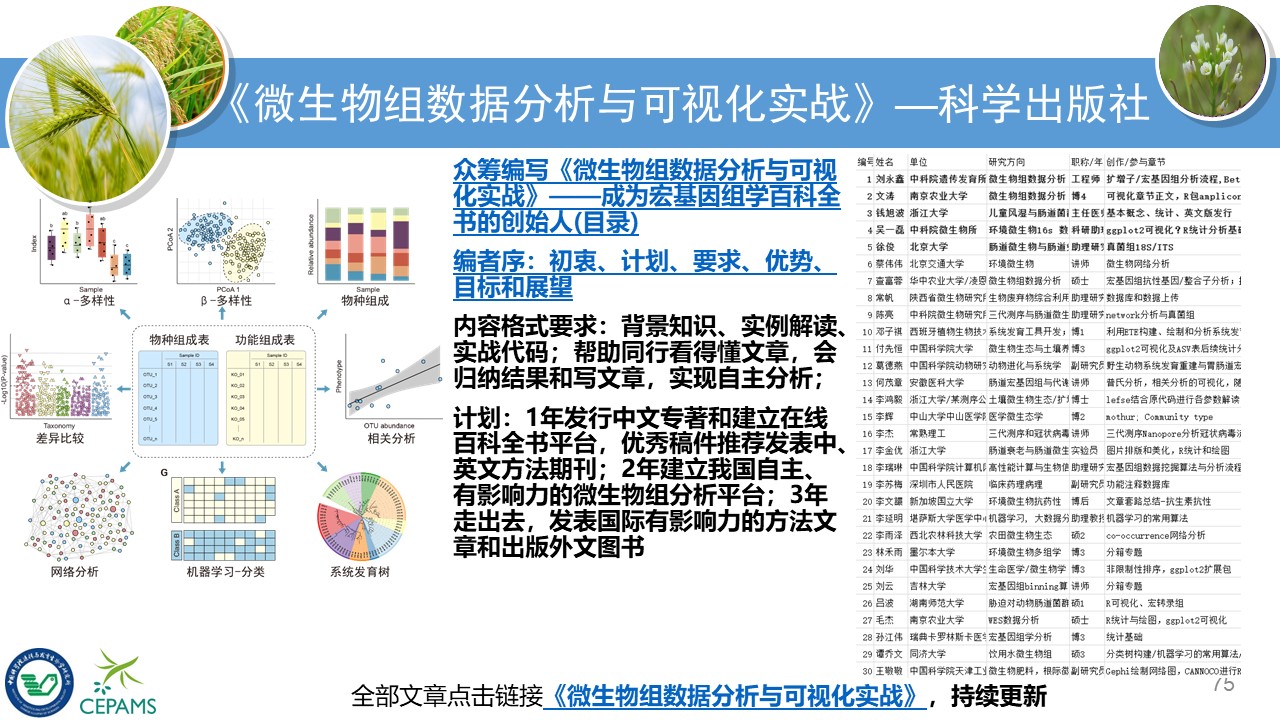 《微生物组数据分析与可视化实战》—科学出版社
Index
ab
Sample
α-多样性
PCoA 2
PCoA 1
β-多样性
Relative abundance
Sample
物种组成
物种组成表
功能组成表
Sample ID
S1 S2 S3 S4
OTU_1
OTU_2
OTU_3
OTU_4
OTU_5
OTU_n
Sample ID
S1 S2 S3 S4
KO_01
KO_02
KO_03
KO_04
KO_05
KO_n
-Log10(P-value)
Taxonomy
差异比较
Phenotype
OTU abundance
相关分析
网络分析
G
Class A
Class B
机器学习-分类
系统发育树
众筹编写《微生物组数据分析与可视
化实战》——成为宏基因组学百科全
书的创始人(目录)
编者序：初衷、计划、要求、优势、
目标和展望
内容格式要求：背景知识、实例解读、
实战代码；帮助同行看得懂文章，会
归纳结果和写文章，实现自主分析；
计划：1年发行中文专著和建立在线
百科全书平台，优秀稿件推荐发表中、
英文方法期刊；2年建立我国自主、
有影响力的微生物组分析平台；3年
走出去，发表国际有影响力的方法文
章和出版外文图书
编号 姓名 单位 研究方向 职称/年 创作/参与章节
1 刘永鑫 中科院遗传发育所 微生物组数据分析 工程师 扩增子/宏基因组分析流程,Bet
2 文涛 南京农业大学 微生物组数据分析 博4 可视化章节正文，R包amplicor
3 钱旭波 浙江大学 儿童风湿与肠道菌 主任医师 基本概念、统计、英文版发行
4 吴一磊 中科院微生物所 环境微生物16s 数 科研助 ggplot2可视化？R统计分析基
5 徐俊 北京大学 肠道微生物与肠道 助理研 真菌组18S/ITS
6 蔡伟伟 北京交通大学 环境微生物 讲师 微生物网络分析
7 查富蓉 华中农业大学/凌恩 微生物组数据分析 硕士 宏基因组抗性基因/整合子分析；
8 常帆 陕西省微生物研究 生物废弃物综合利用 助理研 数据库和数据上传
9 陈亮 中科院微生物研究 三代测序与肠道微生 助理研 network分析与真菌组
10 邓子祺 西班牙植物生物技 系统发育工具开发 博1 利用ETE构建、绘制和分析系统发
11 付先恒 中国科学院大学 微生物生态与土壤 博3 ggplot2可视化及ASV表后续统计
12 葛德燕 中国科学院动物研 动物进化与系统学 副研究员 野生动物系统发育重建与胃肠道宏
13 何茂章 安徽医科大学 肠道宏基因组与代谢 讲师 普氏分析，相关分析的可视化，随
14 李鸿毅 浙江大学/某测序公 土壤微生物生态/扩 博士 lefse结合原代码进行各参数解读
15 李辉 中山大学中山医学 医学微生态学 博2 mothur; Community type
16 李杰 常熟理工 三代测序和冠状病毒 讲师 三代测序Nanopore分析冠状病毒
17 李金优 浙江大学 肠道衰老与肠道微生 实验员 图片排版和美化，R统计和绘图
18 李瑞琳 中国科学院计算机 高性能计算与生物信 助理研 宏基因组数据挖掘算法与分析流程
19 李苏梅 深圳市人民医院 临床药理病理 副研究员 功能注释数据库
20 李文 新加坡国立大学 环境微生物抗药性 博后 文章套路总结-抗生素抗性
21 李延明 堪萨斯大学医学中 机器学习，大数据分 助理教授 机器学习的常用算法
22 李雨泽 西北农林科技大学 农田微生物生态 硕2 co-occurrence网络分析
23 林禾雨 墨尔本大学 环境微生物多组学 博3 分箱专题
24 刘华 中国科学技术大学 生命医学/微生物学 博3 非限制性排序，ggplot2扩展包
25 刘云 吉林大学 宏基因组binning算 讲师 分箱专题
26 吕波 湖南师范大学 胁迫对动物肠道菌群 硕1 R可视化、宏转录组
27 毛杰 南京农业大学 WES数据分析 硕士 R统计与绘图，ggplot2可视化
28 孙江伟 瑞典卡罗林斯卡医 宏基因组学分析 博3 统计基础
29 谭乔文 同济大学 饮用水微生物组 硕3 分类树构建/机器学习的常用算法
30 王敬敬 中国科学院天津工 微生物肥料，根际 副研究员 Gephi绘制网络图，CANNOCO进行R
75
CEPAMS
全部文章点击链接《微生物组数据分析与可视化实战》，持续更新